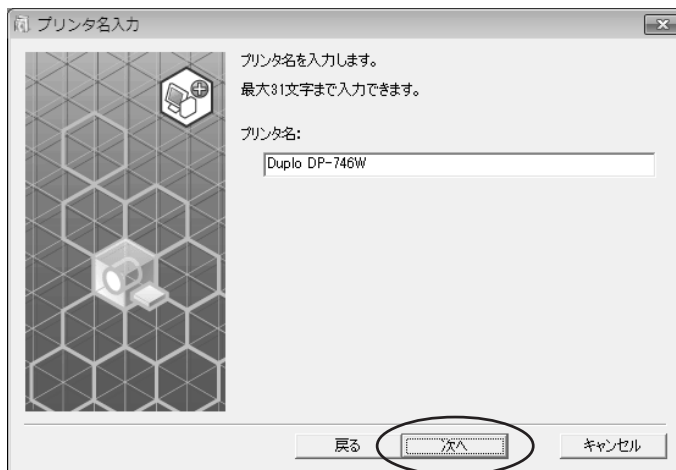 プリンタ名入力
プリンタ名を入力します。
最大31文字まで入力できます。
プリンタ名:
Duplo DP-746W
戻る 次へ キャンセル